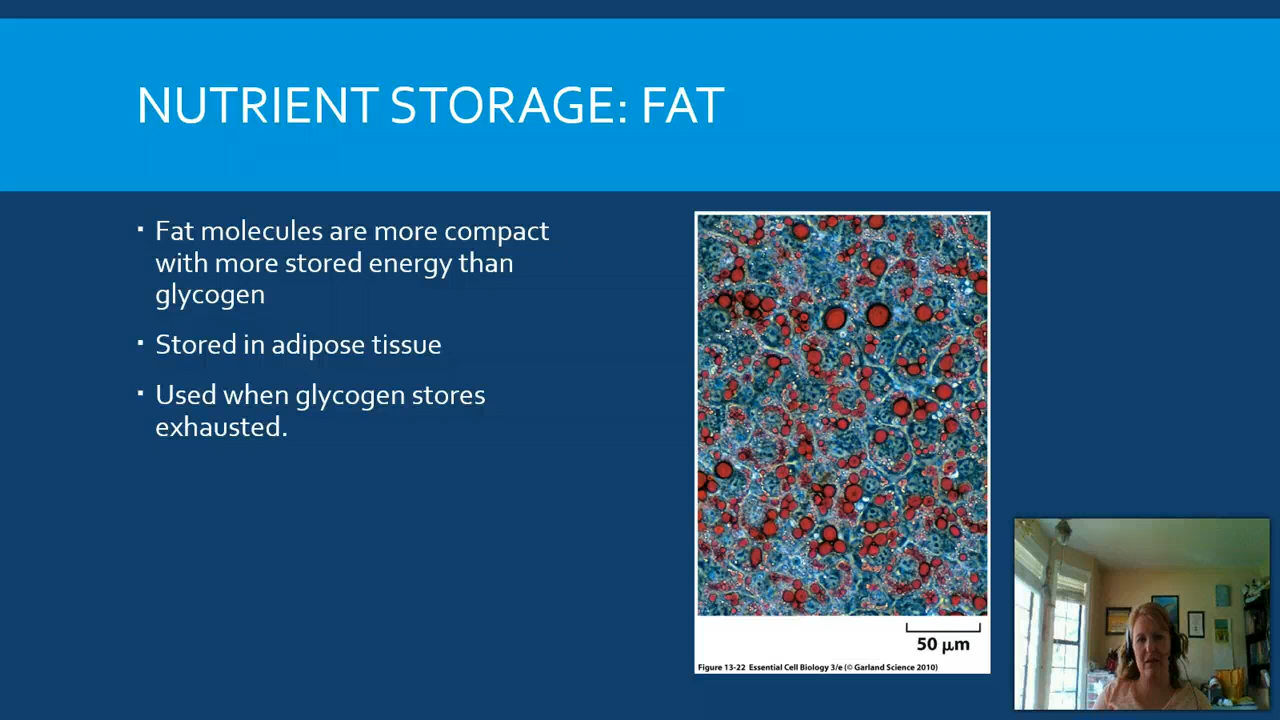 NUTRIENT STORAGE: FAT
▪ Fat molecules are more compact
with more stored energy than
glycogen
▪ Stored in adipose tissue
▪ Used when glycogen stores
exhausted.
50 μm
Figure 13-22 Essential Cell Biology 3/e (© Garland Science 2010)